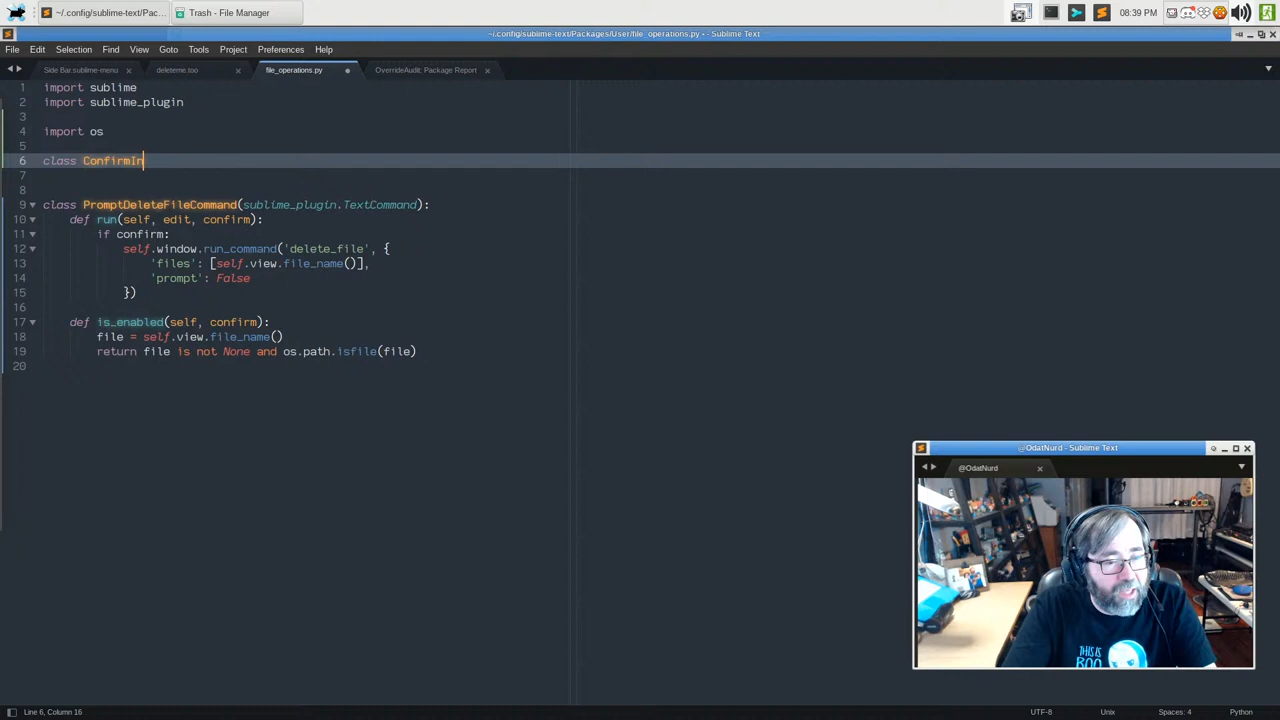 ~/.config/sublime-text/Pac...
Trash - File Manager
08:39 PM
~/.config/sublime-text/Packages/User/file_operations.py • - Sublime Text
File Edit Selection Find View Goto Tools Project Preferences Help
Side Bar.sublime-menu
deleteme.too
file_operations.py
OverrideAudit: Package Report
1 import sublime
2 import sublime_plugin
3
4 import os
5
6 class ConfirmIn
7
8
9 class PromptDeleteFileCommand(sublime_plugin.TextCommand):
10 def run(self, edit, confirm):
11 if confirm:
12 self.window.run_command('delete_file', {
13 'files': [self.view.file_name()],
14 'prompt': False
15 })
16
17 def is_enabled(self, confirm):
18 file = self.view.file_name()
19 return file is not None and os.path.isfile(file)
20
@OdatNurd - Sublime Text
@OdatNurd
THIS IS
BOO
Line 6, Column 16
UTF-8
Unix
Spaces: 4
Python